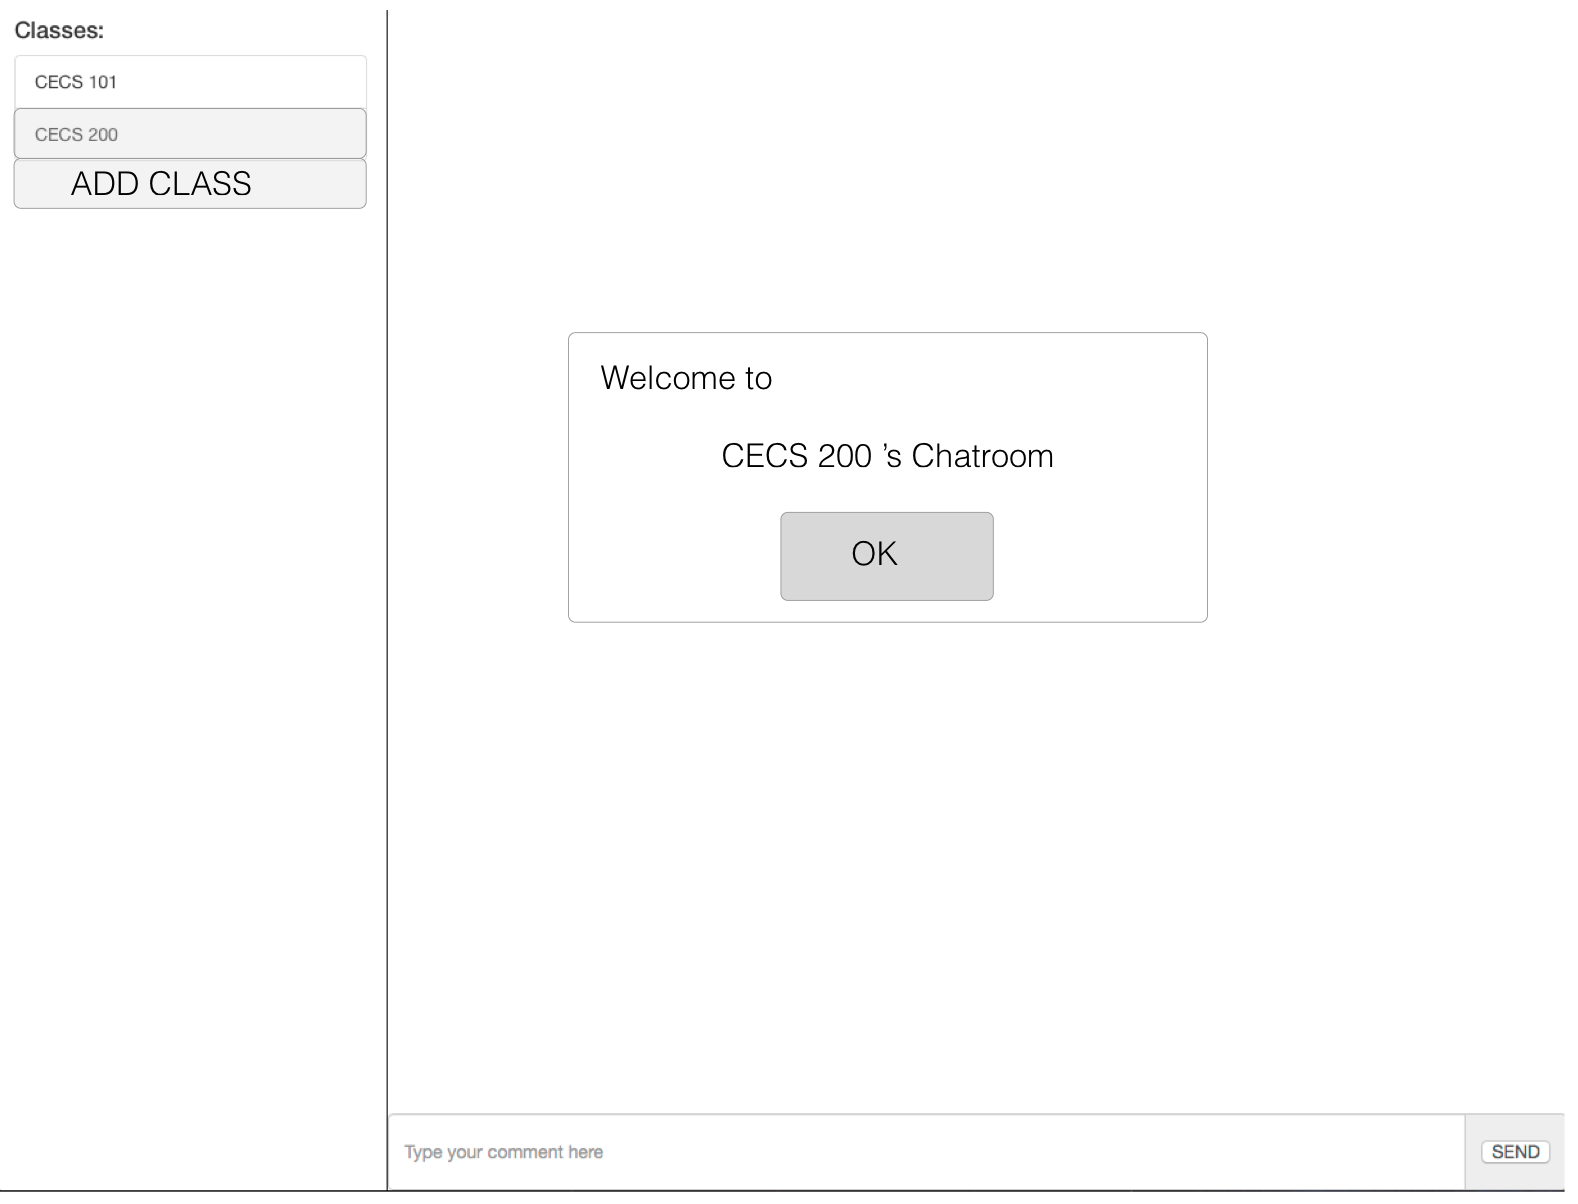 Classes:
CECS 101
CECS 200
ADD CLASS
Welcome to
CECS 200 ’s Chatroom
OK
Type your comment here
SEND